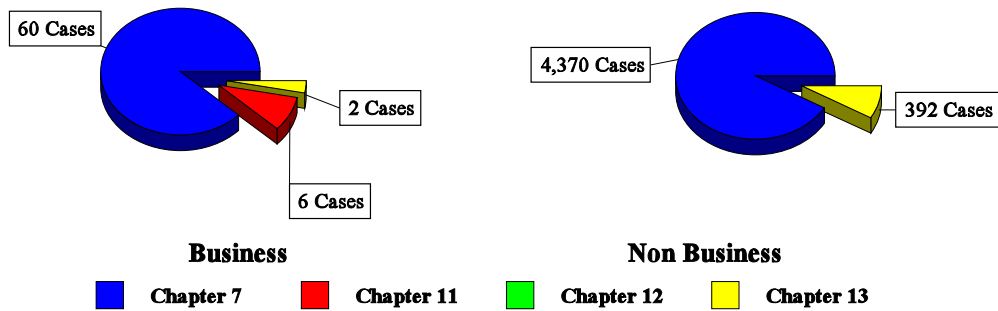 60 Cases
2 Cases
6 Cases
4,370 Cases
392 Cases
Business
Non Business
Chapter 7
Chapter 11
Chapter 12
Chapter 13